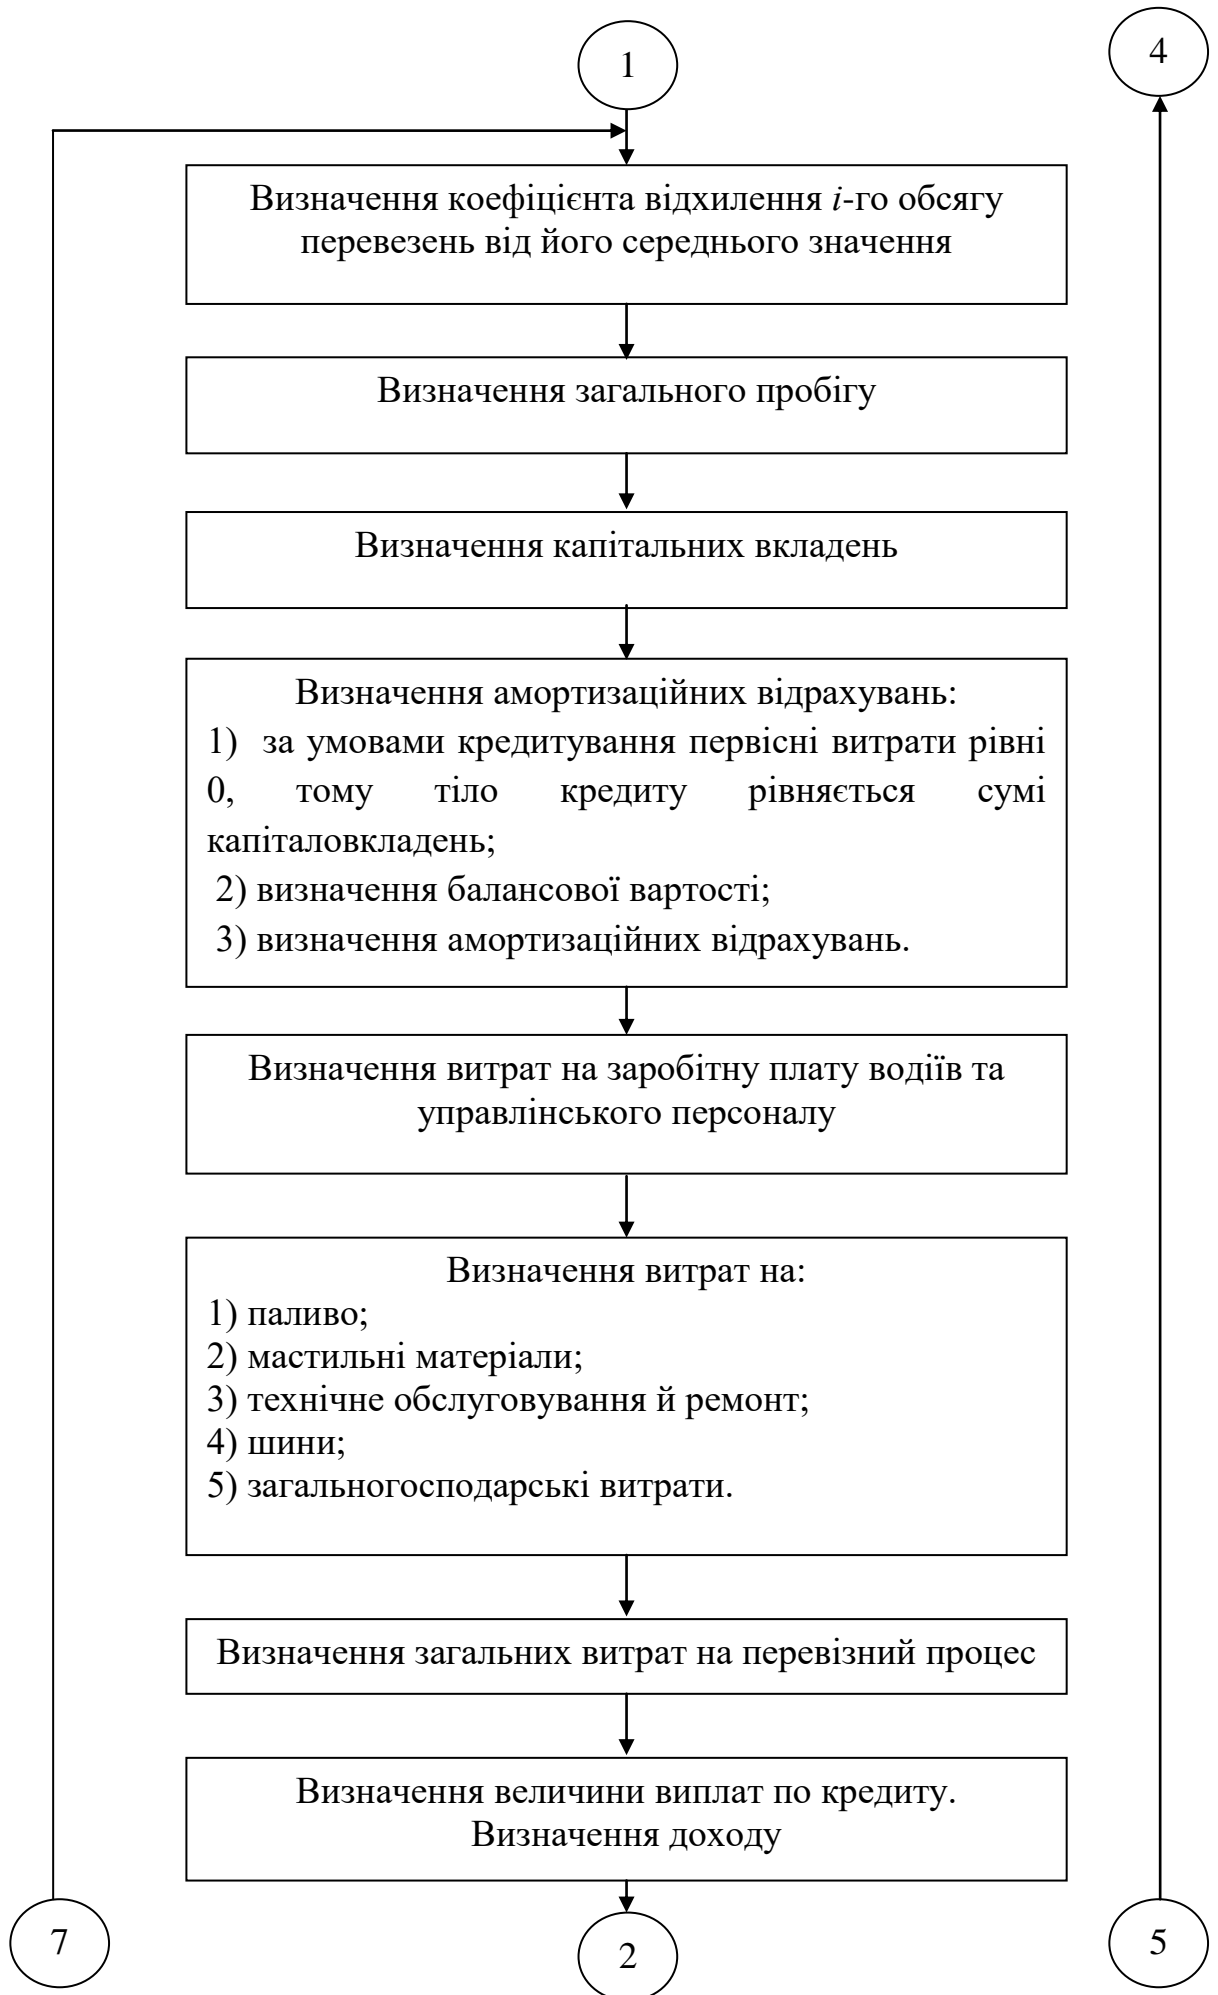 1
4
Визначення коефіцієнта відхилення i-го обсягу
перевезень від його середнього значення
Визначення загального пробігу
Визначення капітальних вкладень
Визначення амортизаційних відрахувань:
1) за умовами кредитування первісні витрати рівні
0, тому тіло кредиту рівняється сумі
капіталовкладень;
2) визначення балансової вартості;
3) визначення амортизаційних відрахувань.
Визначення витрат на заробітну плату водіїв та
управлінського персоналу
Визначення витрат на:
1) паливо;
2) мастильні матеріали;
3) технічне обслуговування й ремонт;
4) шини;
5) загальногосподарські витрати.
Визначення загальних витрат на перевізний процес
Визначення величини виплат по кредиту.
Визначення доходу
7
2
5